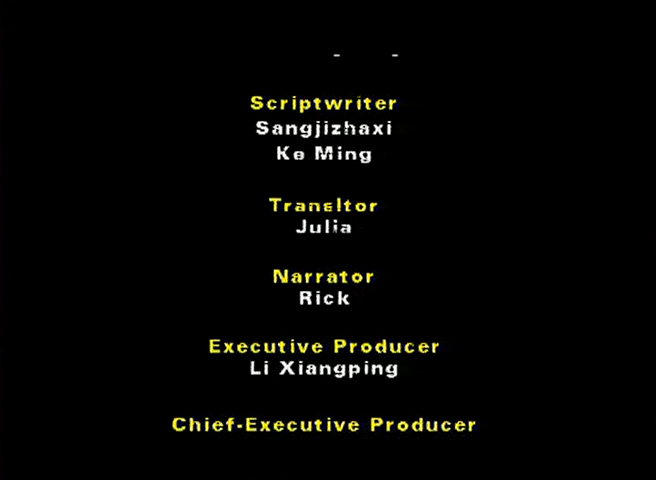 Scriptwriter
Sangjizhaxi
Ke Ming
Transltor
Julia
Narrator
Rick
Executive Producer
Li Xiangping
Chief-Executive Producer